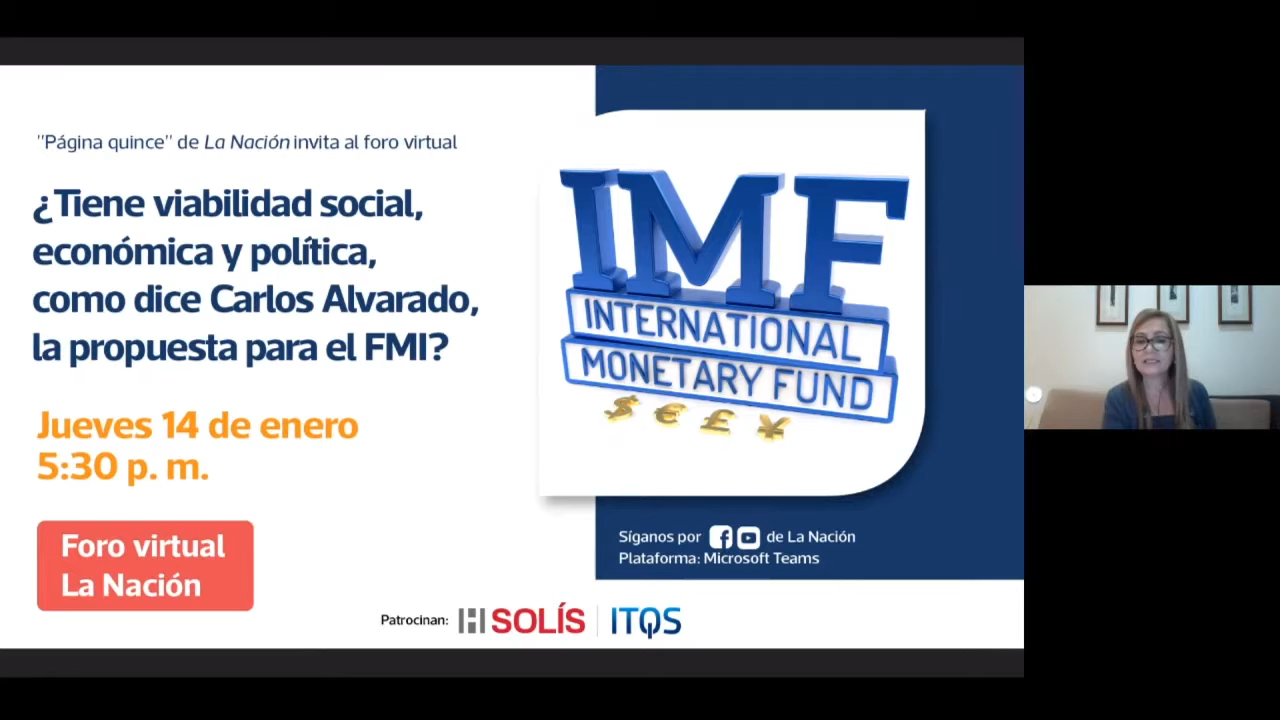 "Página quince" de La Nación invita al foro virtual
¿Tiene viabilidad social,
económica y política,
como dice Carlos Alvarado,
la propuesta para el FMI?
Jueves 14 de enero
5:30 p. m.
Foro virtual
La Nación
IMF
INTERNATIONAL
MONETARY FUND
$ € £ ¥
Síganos por de La Nación
Plataforma: Microsoft Teams
Patrocinan: H SOLÍS ITQS